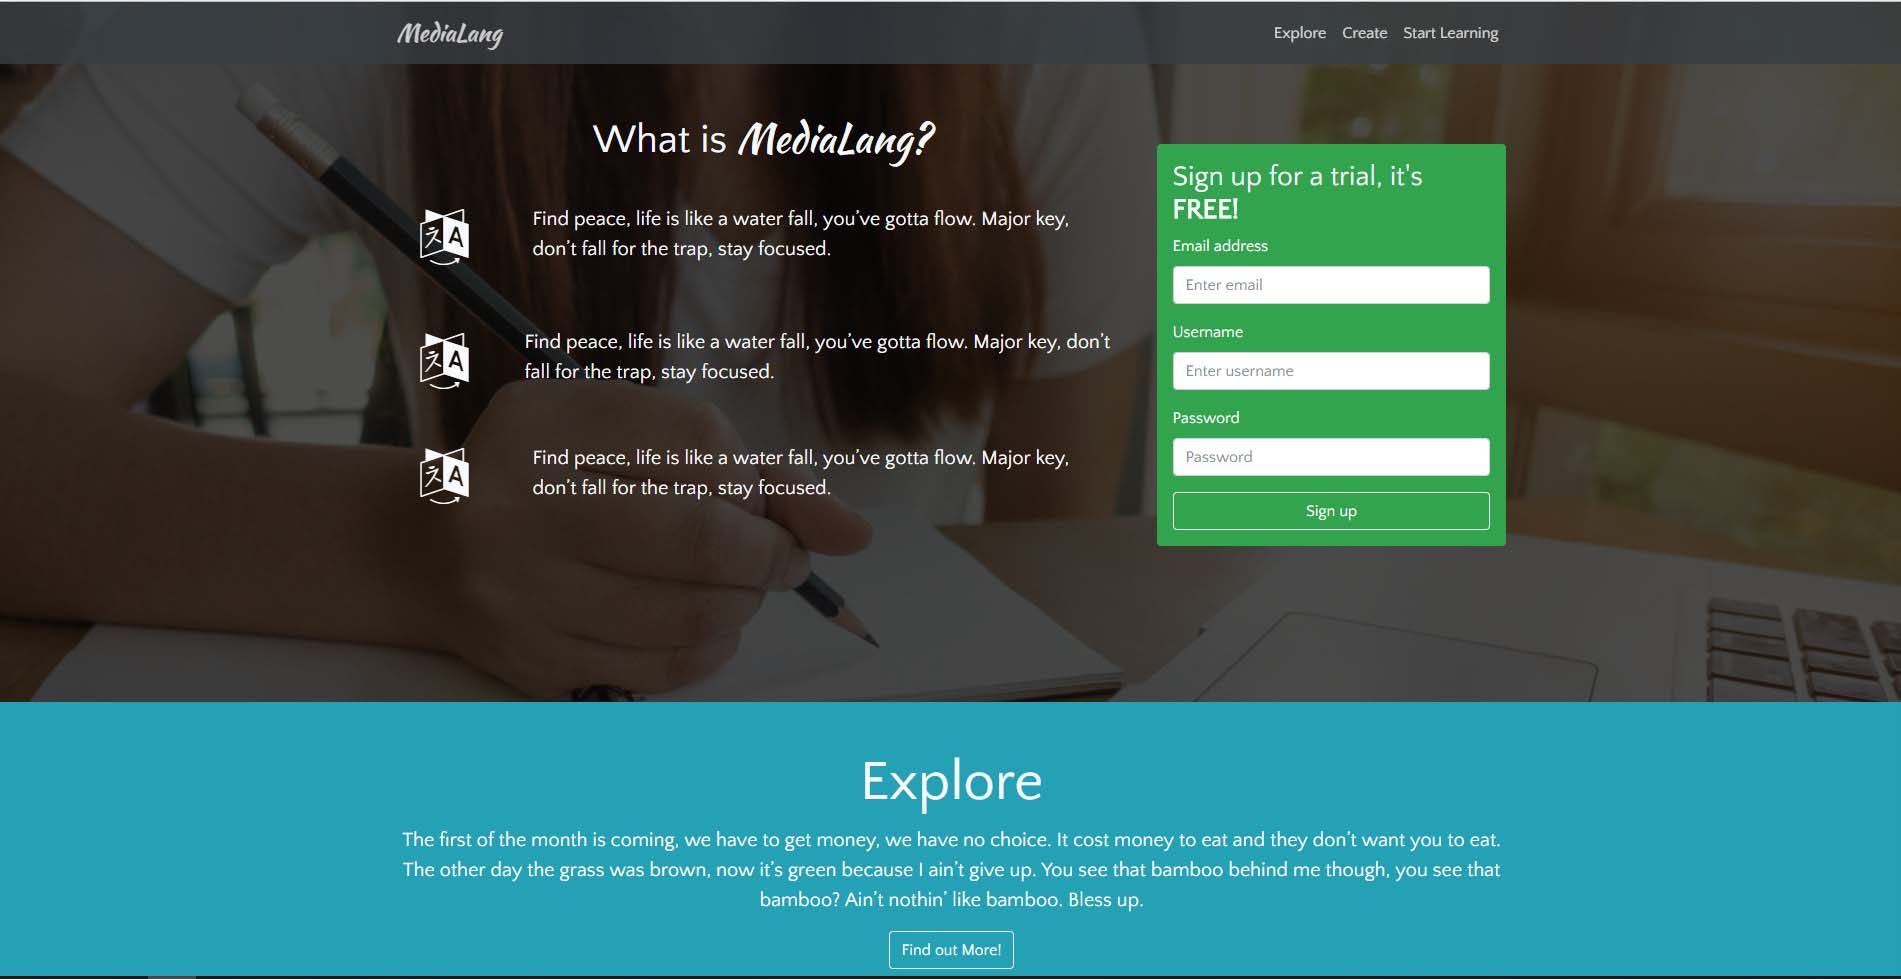 MediaLang
Explore Create Start Learning
What is MediaLang?
Find peace, life is like a water fall, you’ve gotta flow. Major key,
don’t fall for the trap, stay focused.
Find peace, life is like a water fall, you’ve gotta flow. Major key, don’t
fall for the trap, stay focused.
Find peace, life is like a water fall, you’ve gotta flow. Major key,
don’t fall for the trap, stay focused.
Sign up for a trial, it's
FREE!
Email address
Enter email
Username
Enter username
Password
Password
Sign up
Explore
The first of the month is coming, we have to get money, we have no choice. It cost money to eat and they don’t want you to eat.
The other day the grass was brown, now it’s green because I ain’t give up. You see that bamboo behind me though, you see that
bamboo? Ain’t nothin’ like bamboo. Bless up.
Find out More!